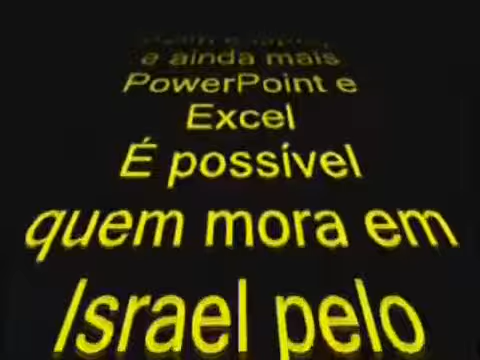 e ainda mais
PowerPoint e
Excel
É possível
quem mora em
Israel pelo